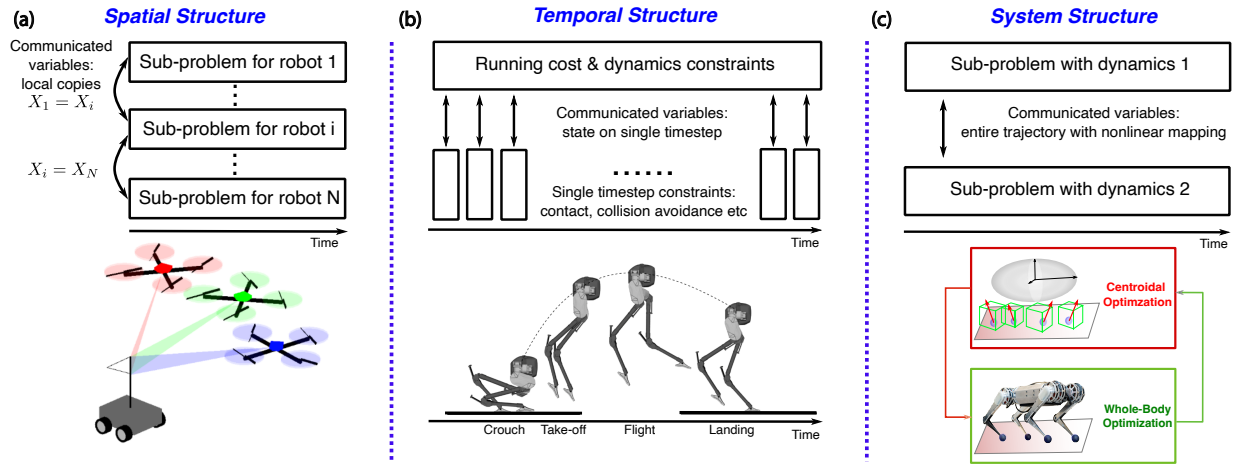 (a)
Spatial Structure
Communicated
variables:
local copies
X_1 = X_i
X_i = X_N
Sub-problem for robot 1
Sub-problem for robot i
Sub-problem for robot N
Time
(b)
Temporal Structure
Running cost & dynamics constraints
Communicated variables:
state on single timestep
Single timestep constraints:
contact, collision avoidance etc
Time
Crouch
Take-off
Flight
Landing
Time
(c)
System Structure
Sub-problem with dynamics 1
Communicated variables:
entire trajectory with nonlinear mapping
Sub-problem with dynamics 2
Time
Centroidal
Optimzation
Whole-Body
Optimization